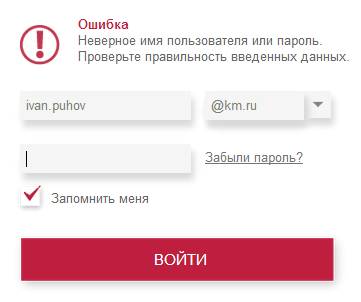 Ошибка
Неверное имя пользователя или пароль.
Проверьте правильность введенных данных.
ivan.puhov @km.ru
Забыли пароль?
Запомнить меня
ВОЙТИ